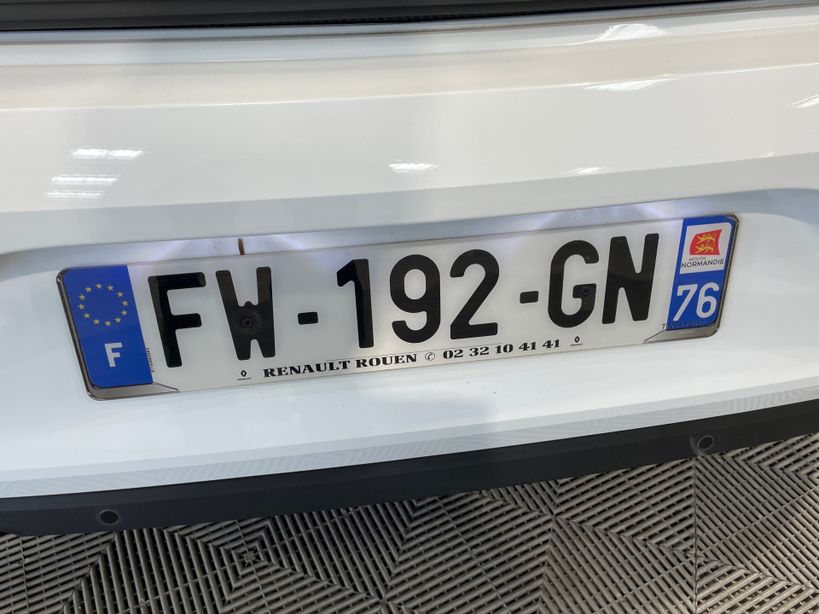 F
FW-192-GN
RENAULT ROUEN ✆ 02 32 10 41 41
RÉGION
NORMANDIE
76